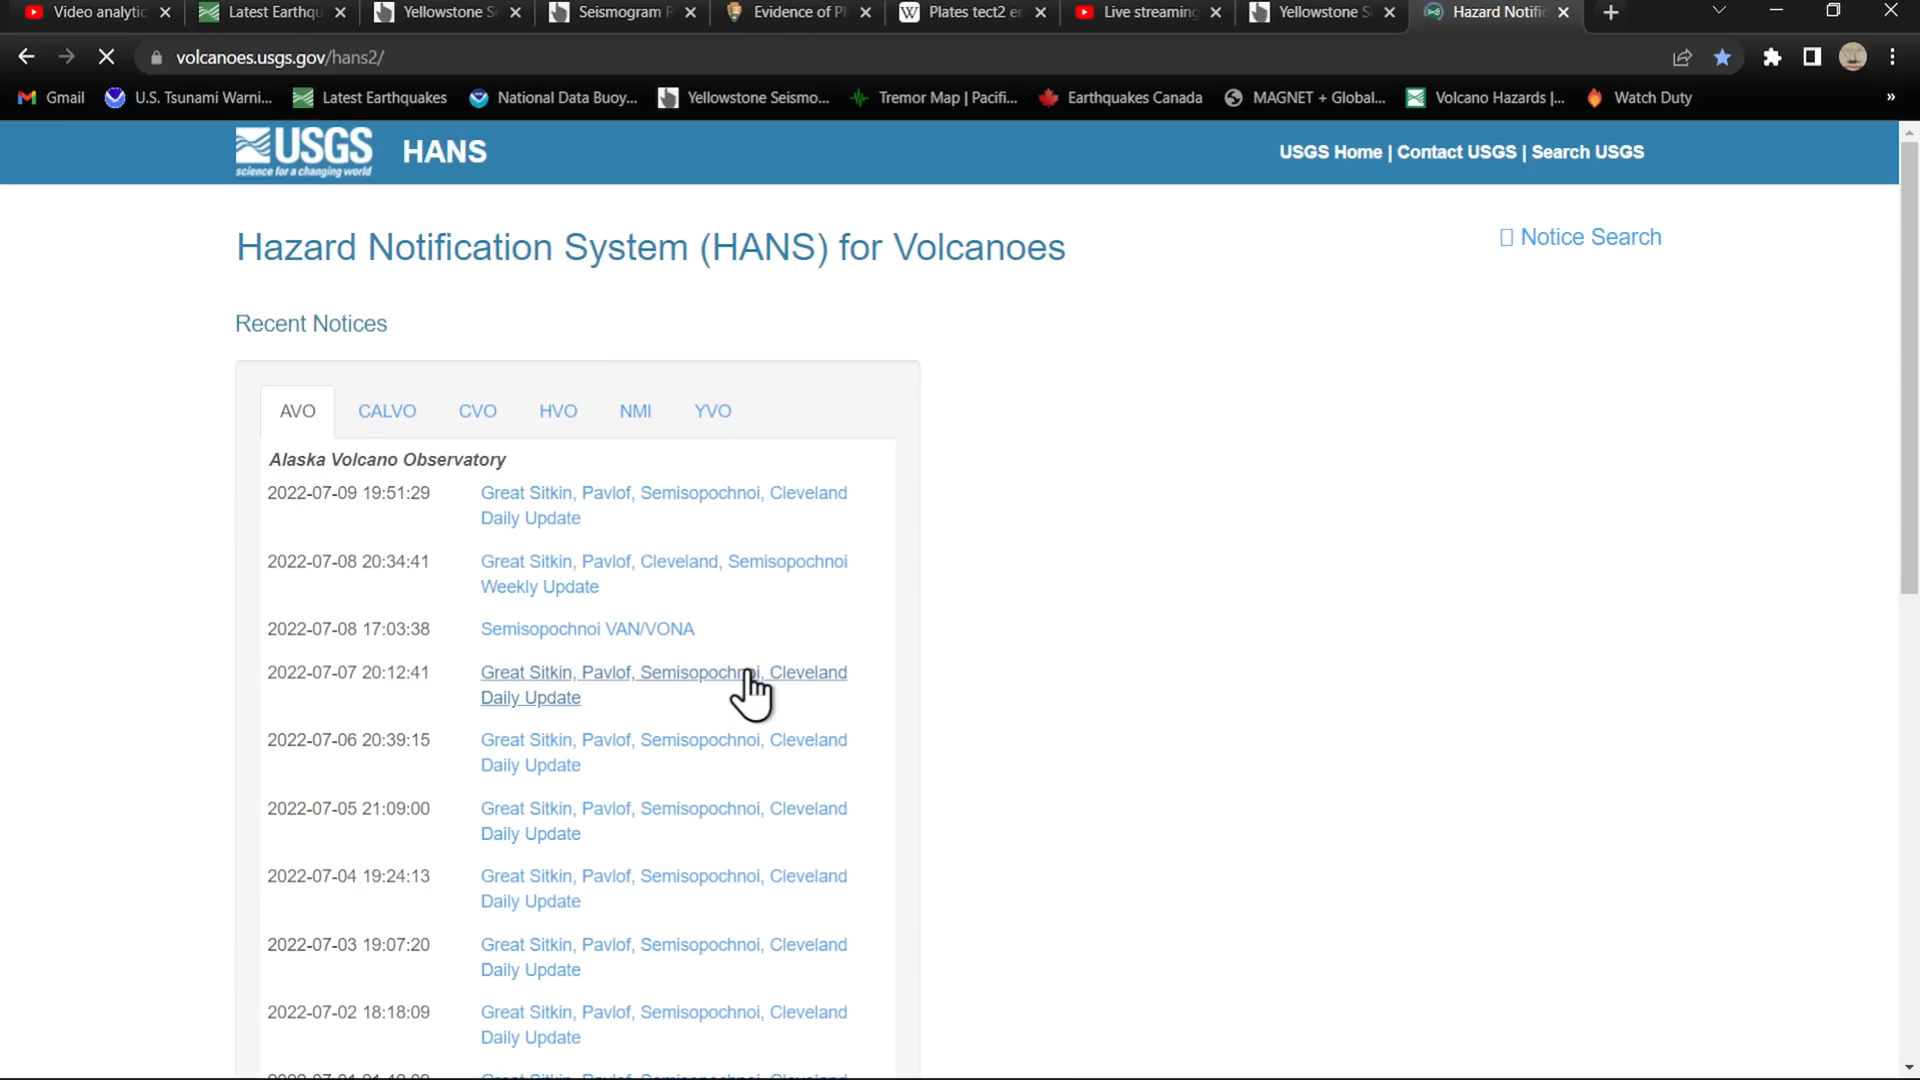 Video analytic
Latest Earthqu
Yellowstone S
Seismogram
Evidence of P
Plates tect2 e
Live streaming
Yellowstone S
Hazard Notific
volcanoes.usgs.gov/hans2/
Gmail
U.S. Tsunami Warni...
Latest Earthquakes
National Data Buoy...
Yellowstone Seismo...
Tremor Map | Pacifi...
Earthquakes Canada
MAGNET + Global...
Volcano Hazards |...
Watch Duty
»
USGS
science for a changing world
HANS
USGS Home | Contact USGS | Search USGS
Hazard Notification System (HANS) for Volcanoes
Notice Search
Recent Notices
AVO CALVO CVO HVO NMI YVO
Alaska Volcano Observatory
2022-07-09 19:51:29 Great Sitkin, Pavlof, Semisopochnoi, Cleveland
Daily Update
2022-07-08 20:34:41 Great Sitkin, Pavlof, Cleveland, Semisopochnoi
Weekly Update
2022-07-08 17:03:38 Semisopochnoi VAN/VONA
2022-07-07 20:12:41 Great Sitkin, Pavlof, Semisopochnoi, Cleveland
Daily Update
2022-07-06 20:39:15 Great Sitkin, Pavlof, Semisopochnoi, Cleveland
Daily Update
2022-07-05 21:09:00 Great Sitkin, Pavlof, Semisopochnoi, Cleveland
Daily Update
2022-07-04 19:24:13 Great Sitkin, Pavlof, Semisopochnoi, Cleveland
Daily Update
2022-07-03 19:07:20 Great Sitkin, Pavlof, Semisopochnoi, Cleveland
Daily Update
2022-07-02 18:18:09 Great Sitkin, Pavlof, Semisopochnoi, Cleveland
Daily Update